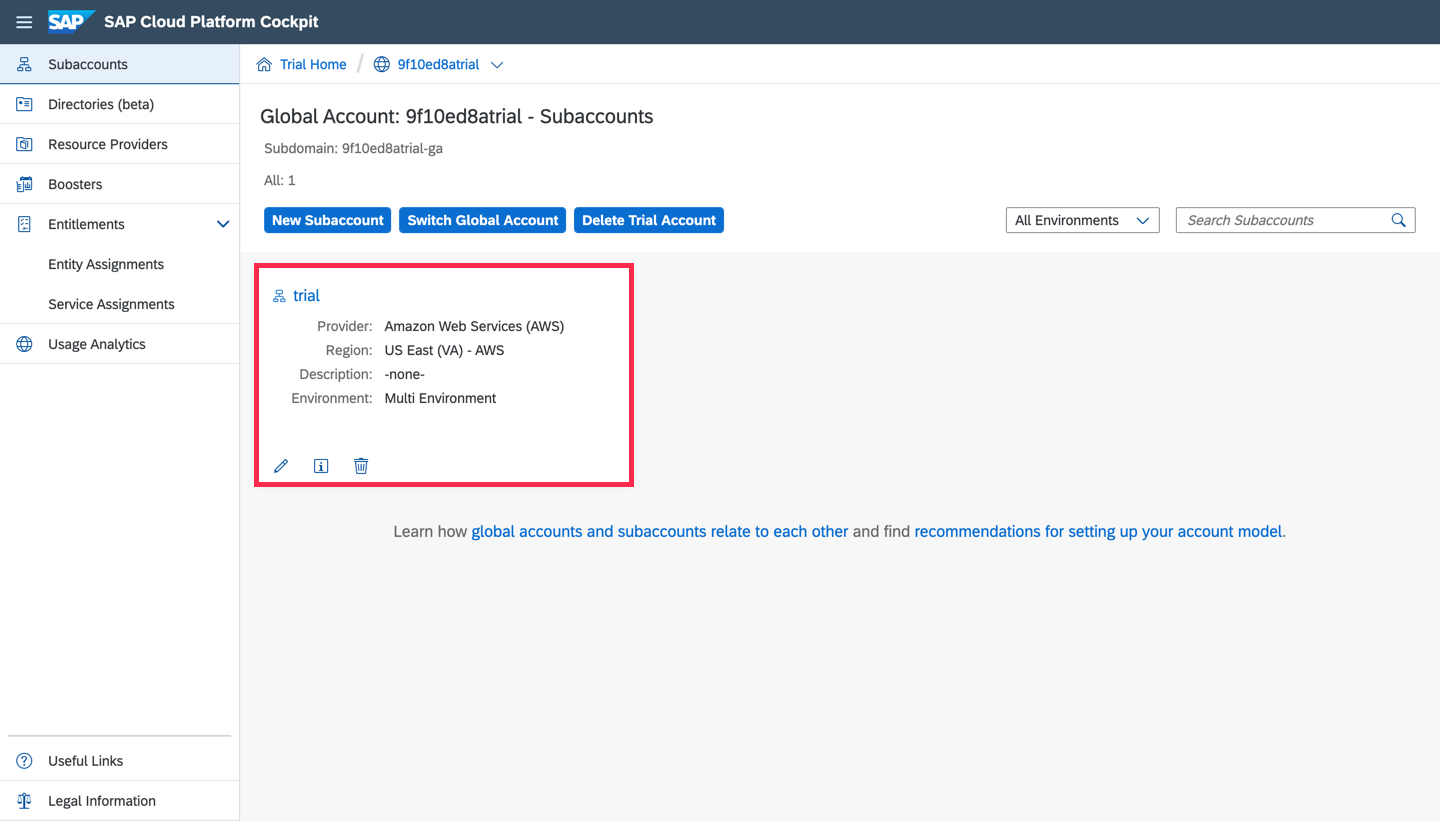 SAP SAP Cloud Platform Cockpit
Subaccounts
Directories (beta)
Resource Providers
Boosters
Entitlements
Entity Assignments
Service Assignments
Usage Analytics
Useful Links
Legal Information
Trial Home / 9f10ed8atrial
Global Account: 9f10ed8atrial - Subaccounts
Subdomain: 9f10ed8atrial-ga
All: 1
New Subaccount Switch Global Account Delete Trial Account All Environments Search Subaccounts
trial
Provider: Amazon Web Services (AWS)
Region: US East (VA) - AWS
Description: -none-
Environment: Multi Environment
Learn how global accounts and subaccounts relate to each other and find recommendations for setting up your account model.